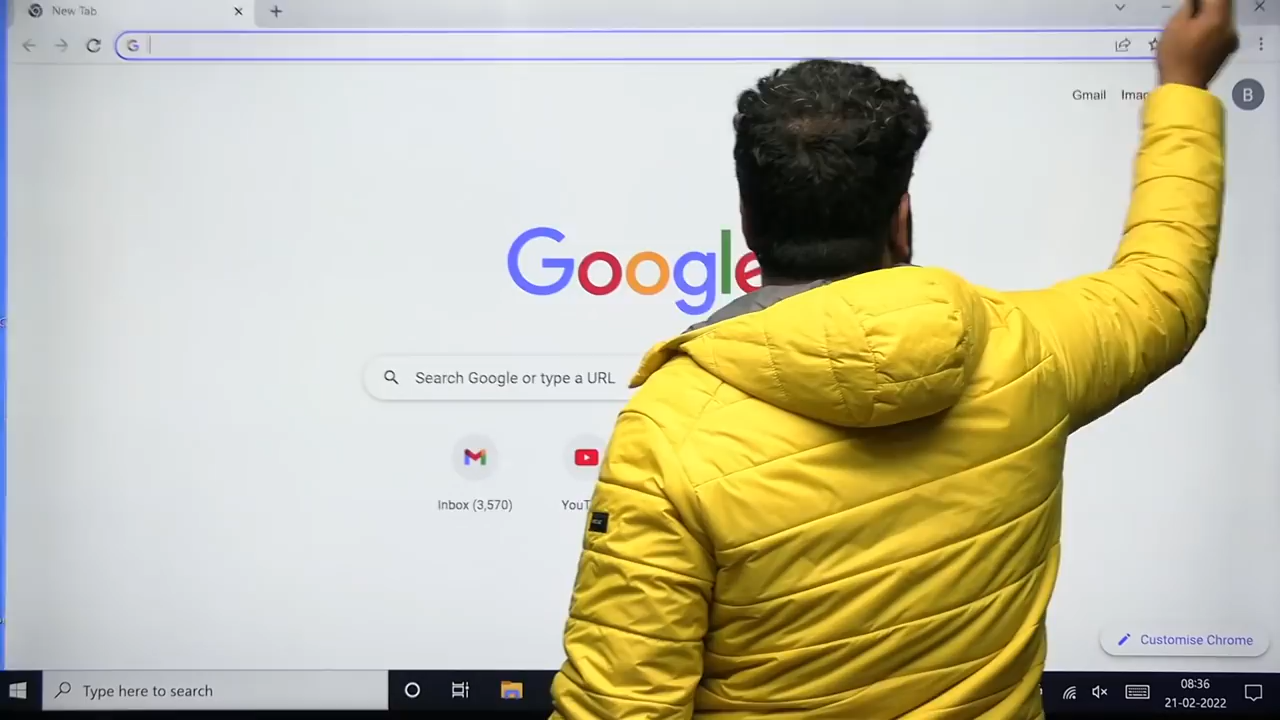 New Tab
G
Gmail
B
Google
Search Google or type a URL
Inbox (3,570)
Customise Chrome
Type here to search
08:36
21-02-2022